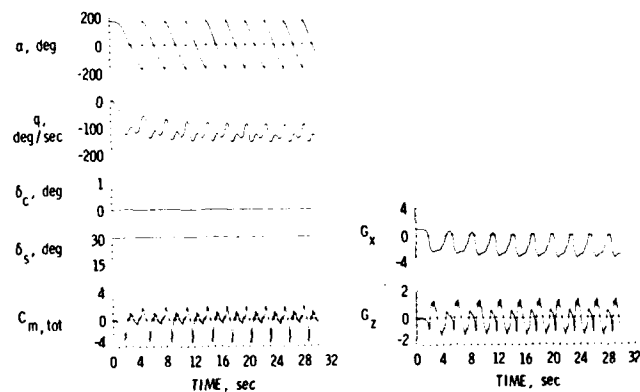 α, deg
200
0
-200
q, deg/sec
0
-100
-200
δc, deg
1
0
δs, deg
30
15
Cm, tot
4
0
-4
0 4 8 12 16 20 24 28 32
TIME, sec
Gx
4
0
-4
Gz
2
0
-2
0 4 8 12 16 20 24 28 32
TIME, sec